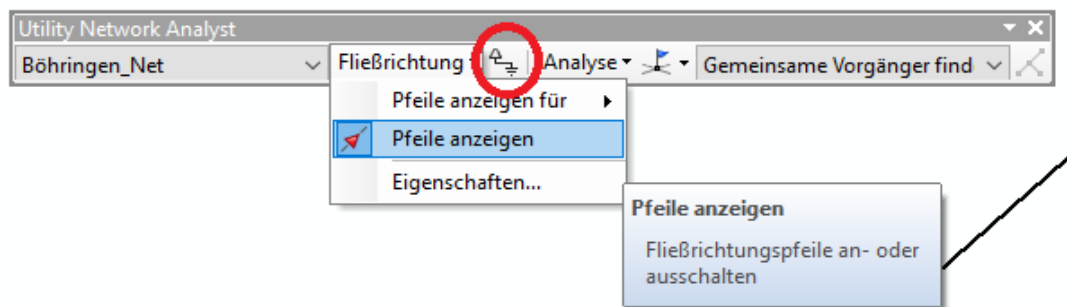 Utility Network Analyst
Böhringen_Net Fließrichtung Analyse Gemeinsame Vorgänger find
Pfeile anzeigen für
Pfeile anzeigen
Eigenschaften...
Pfeile anzeigen
Fließrichtungspfeile an- oder
ausschalten